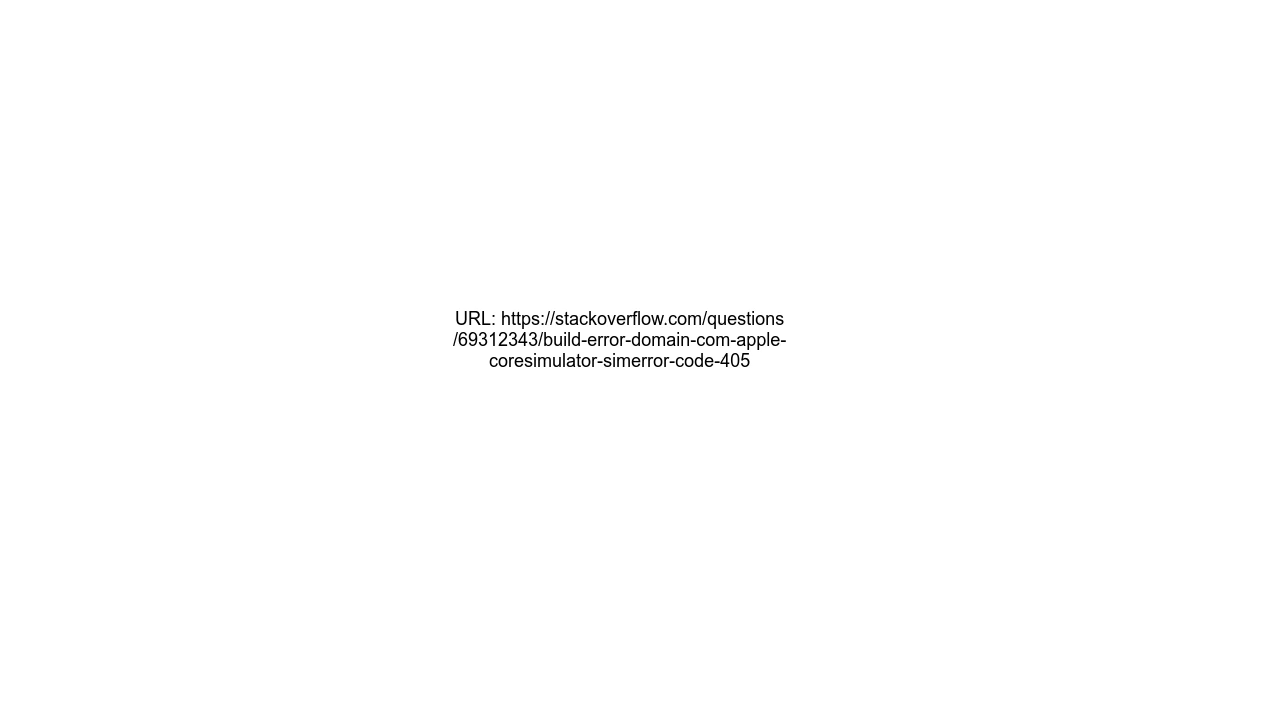 URL: https://stackoverflow.com/questions
/69312343/build-error-domain-com-apple-
coresimulator-simerror-code-405